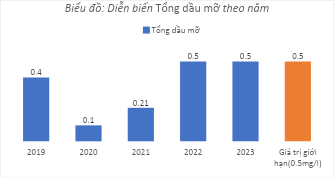 Biểu đồ: Diễn biến Tổng dầu mỡ theo năm
Tổng dầu mỡ
0.4
0.1
0.21
0.5
0.5
0.5
2019
2020
2021
2022
2023
Giá trị giới
hạn(0.5mg/l)